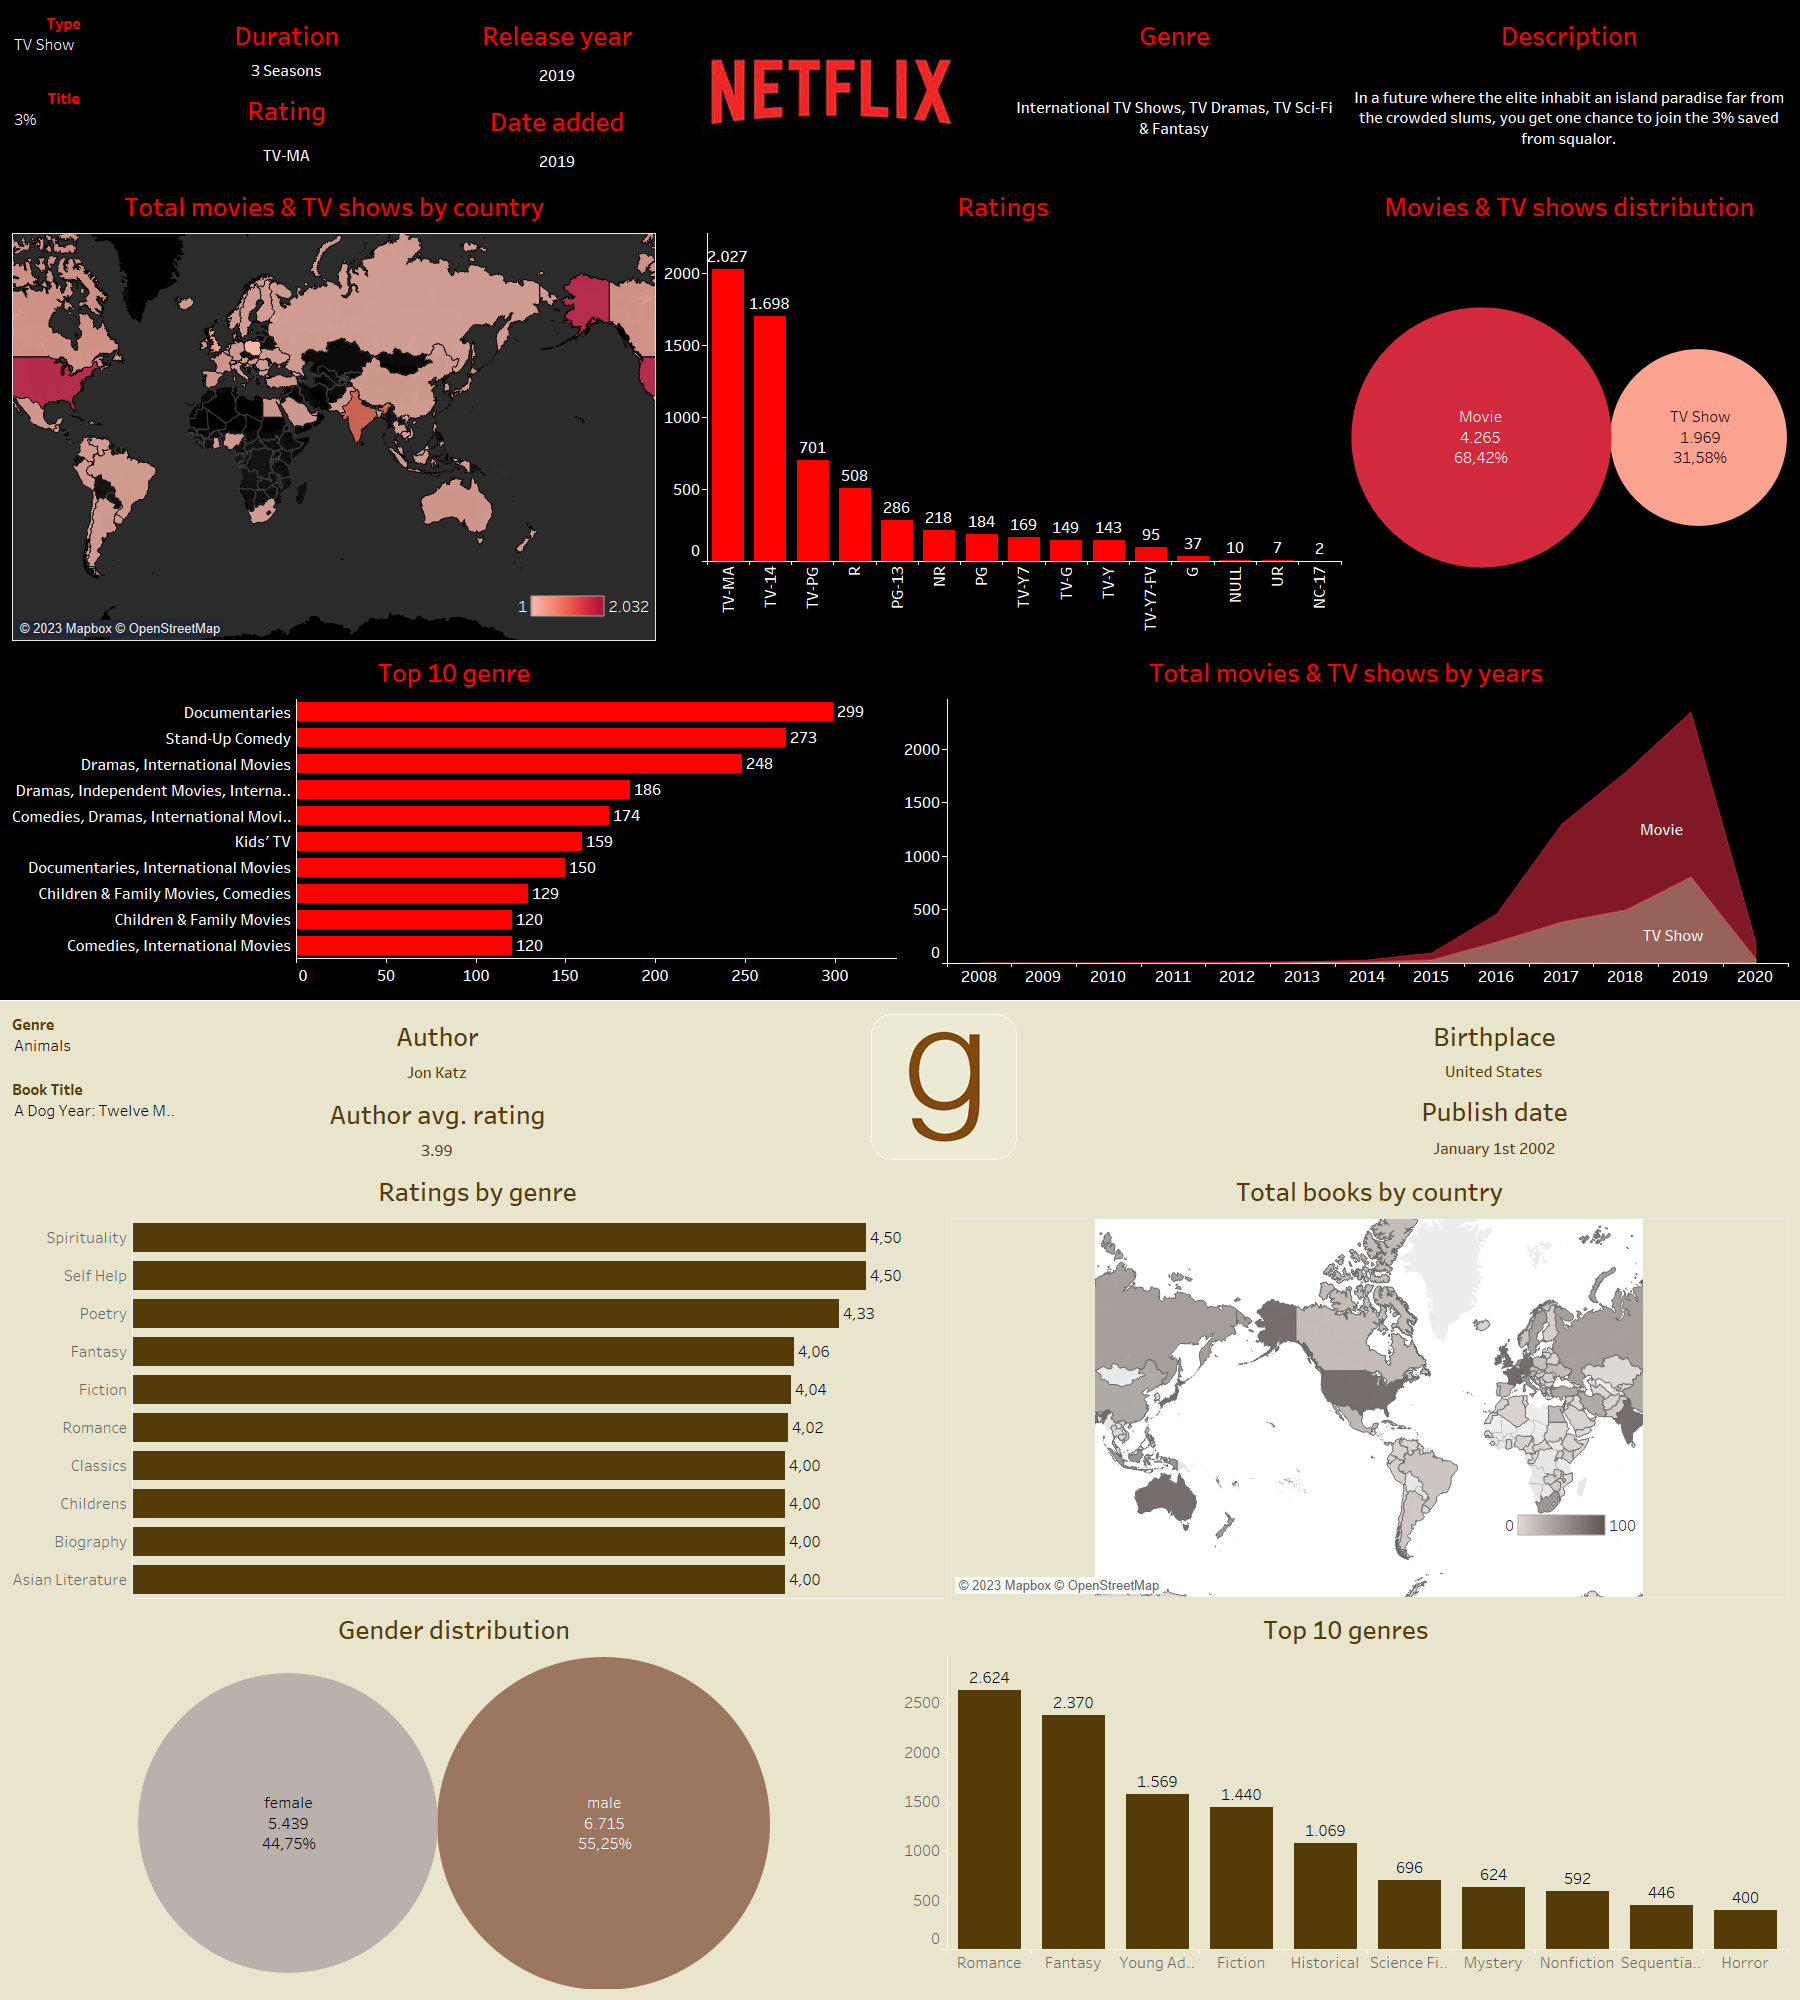 Type
TV Show
Title
3%
Duration
3 Seasons
Rating
TV-MA
Release year
2019
Date added
2019
NETFLIX
Genre
International TV Shows, TV Dramas, TV Sci-Fi
& Fantasy
Description
In a future where the elite inhabit an island paradise far from
the crowded slums, you get one chance to join the 3% saved
from squalor.
Total movies & TV shows by country
1
2.032
© 2023 Mapbox © OpenStreetMap
Ratings
2000
1500
1000
500
0
2.027
1.698
701
508
286
218
184
169
149
143
95
37
10
7
2
TV-MA
TV-14
TV-PG
R
PG-13
NR
PG
TV-Y7
TV-G
TV-Y
TV-Y7-FV
G
NULL
UR
NC-17
Movies & TV shows distribution
Movie
4.265
68,42%
TV Show
1.969
31,58%
Top 10 genre
Documentaries 299
Stand-Up Comedy 273
Dramas, International Movies 248
Dramas, Independent Movies, Interna.. 186
Comedies, Dramas, International Movi.. 174
Kids’ TV 159
Documentaries, International Movies 150
Children & Family Movies, Comedies 129
Children & Family Movies 120
Comedies, International Movies 120
0 50 100 150 200 250 300
Total movies & TV shows by years
2000
1500
1000
500
0
Movie
TV Show
2008 2009 2010 2011 2012 2013 2014 2015 2016 2017 2018 2019 2020
Genre
Animals
Book Title
A Dog Year: Twelve M..
Author
Jon Katz
Author avg. rating
3.99
g
Birthplace
United States
Publish date
January 1st 2002
Ratings by genre
Spirituality 4,50
Self Help 4,50
Poetry 4,33
Fantasy 4,06
Fiction 4,04
Romance 4,02
Classics 4,00
Childrens 4,00
Biography 4,00
Asian Literature 4,00
Total books by country
0
100
© 2023 Mapbox © OpenStreetMap
Gender distribution
female
5.439
44,75%
male
6.715
55,25%
Top 10 genres
2500
2000
1500
1000
500
0
2.624
2.370
1.569
1.440
1.069
696
624
592
446
400
Romance Fantasy Young Ad.. Fiction Historical Science Fi.. Mystery Nonfiction Sequentia.. Horror